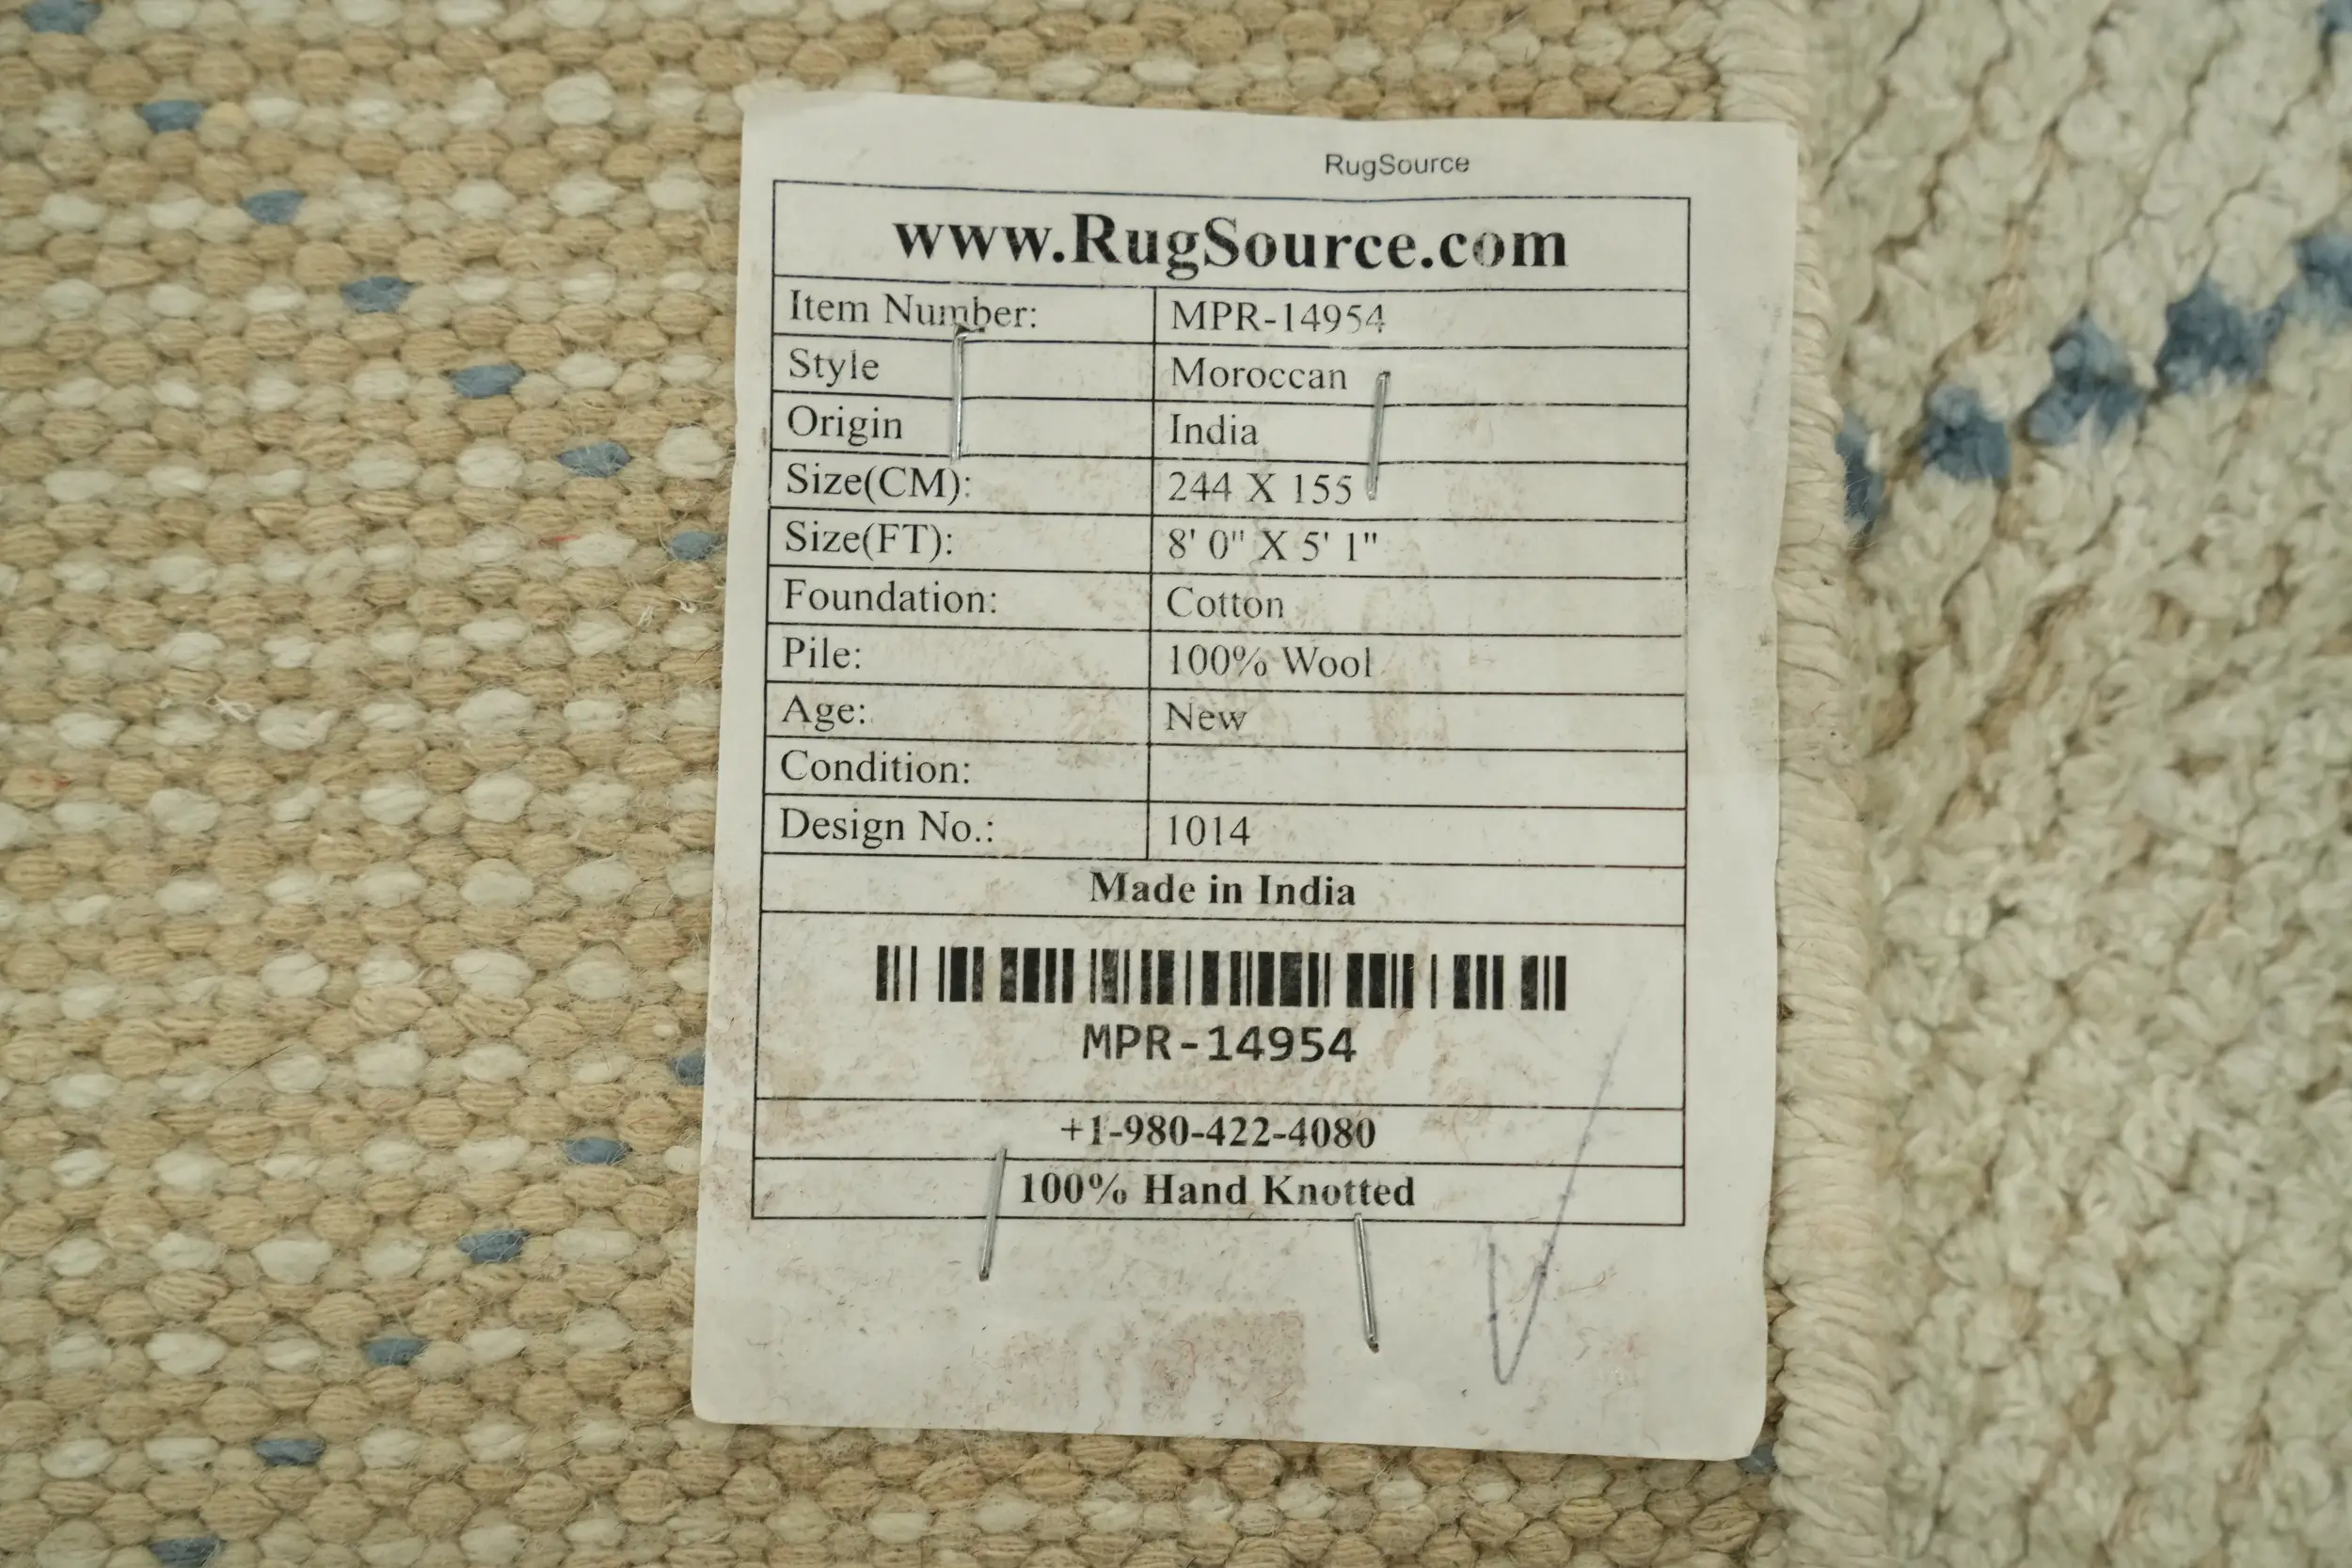 RugSource
www.RugSource.com
Item Number: MPR-14954
Style Moroccan
Origin India
Size(CM): 244 X 155
Size(FT): 8' 0" X 5' 1"
Foundation: Cotton
Pile: 100% Wool
Age: New
Condition:
Design No.: 1014
Made in India
MPR-14954
+1-980-422-4080
100% Hand Knotted